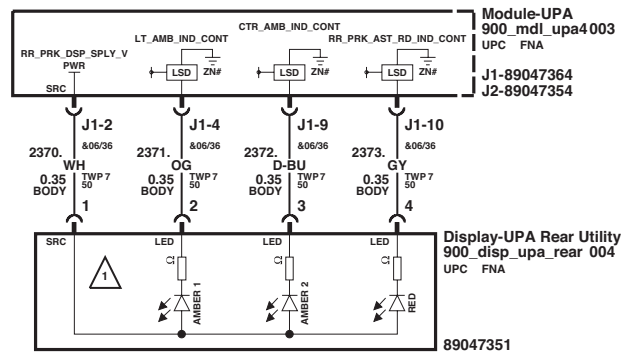 Module-UPA
900_mdl_upa4 003
UPC FNA
J1-89047364
J2-89047354
CTR_AMB_IND_CONT
LT_AMB_IND_CONT
RR_PRK_AST_RD_IND_CONT
RR_PRK_DSP_SPLY_V
PWR
LSD ZN#
LSD ZN#
LSD ZN#
SRC
J1-2 J1-4 J1-9 J1-10
&06/36 &06/36 &06/36 &06/36
2370. 2371. 2372. 2373.
WH OG D-BU GY
0.35 TWP 7 0.35 TWP 7 0.35 TWP 7 0.35 TWP 7
BODY 50 BODY 50 BODY 50 BODY 50
1 2 3 4
SRC LED LED LED
Display-UPA Rear Utility
900_disp_upa_rear 004
UPC FNA
Ω Ω Ω
1
AMBER 1
AMBER 2
RED
89047351